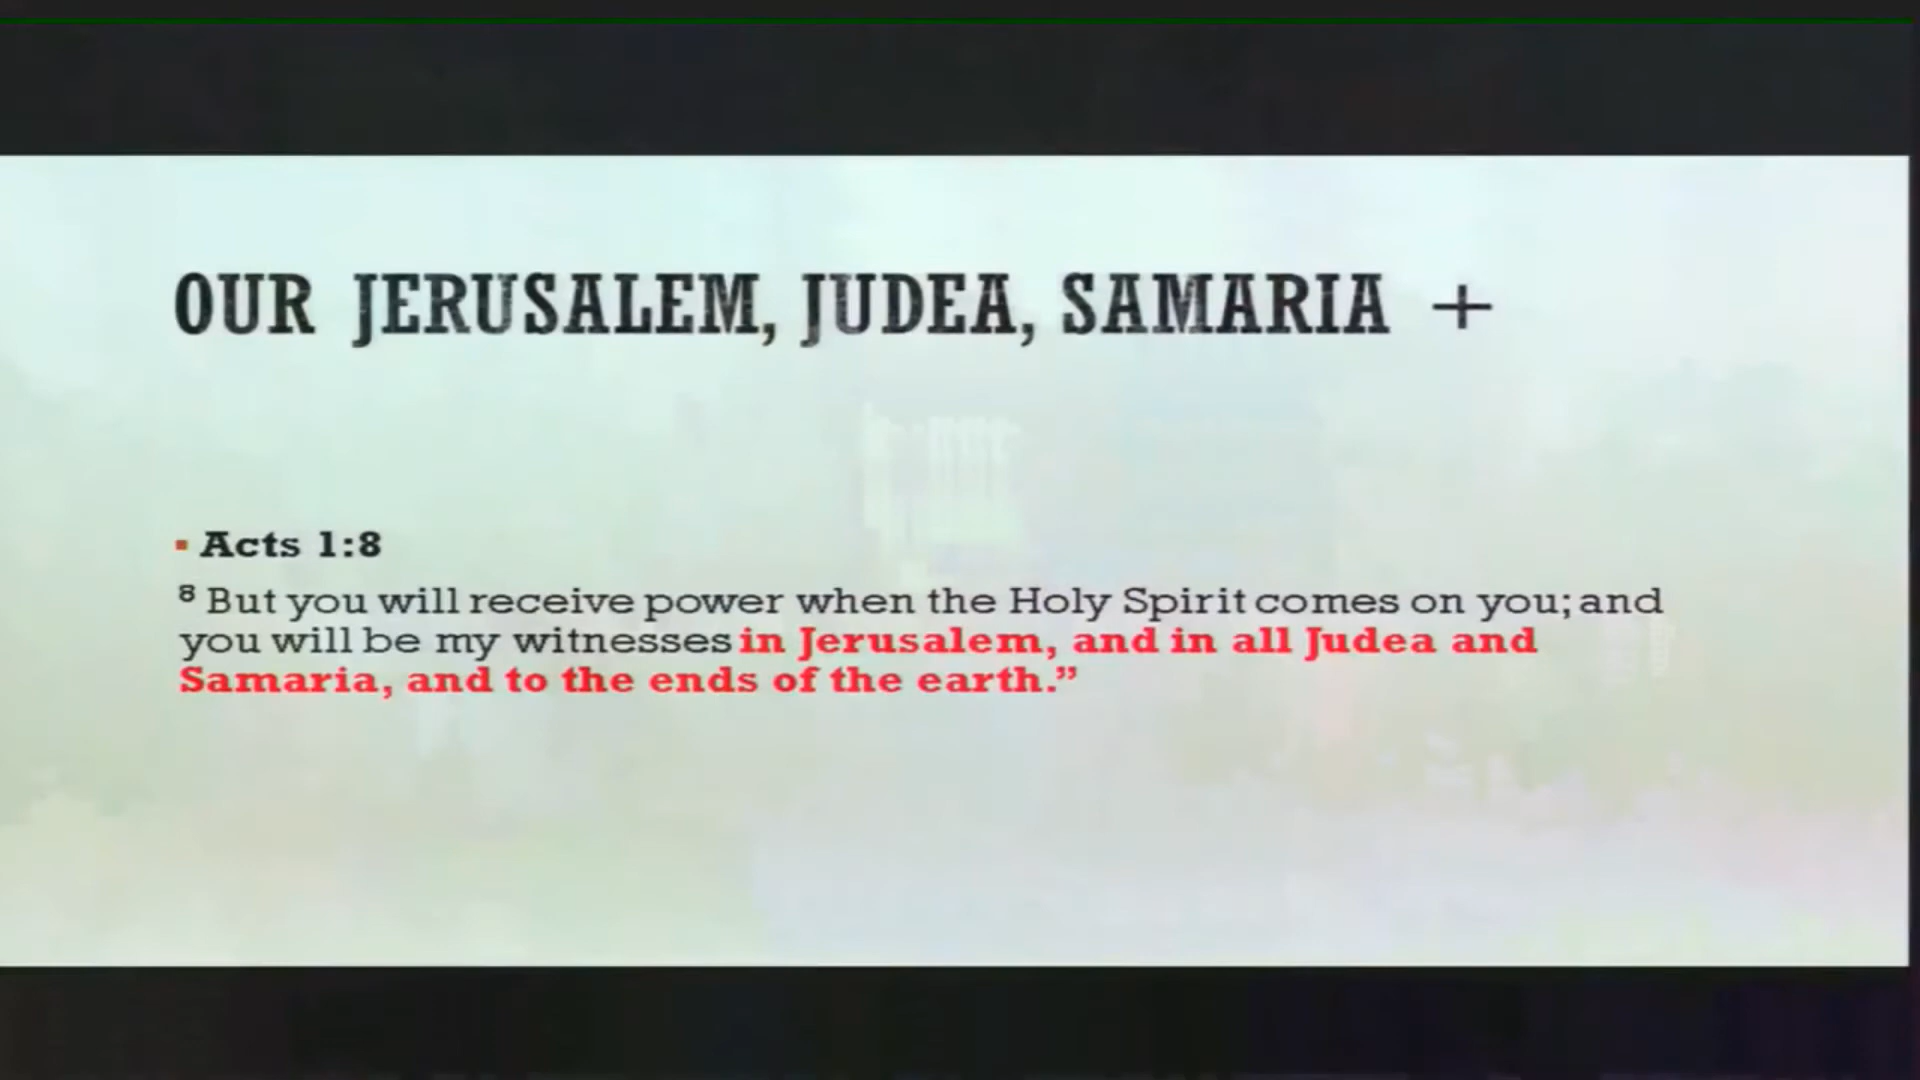 OUR JERUSALEM, JUDEA, SAMARIA +
▪ Acts 1:8
⁸ But you will receive power when the Holy Spirit comes on you; and
you will be my witnesses in Jerusalem, and in all Judea and
Samaria, and to the ends of the earth.”